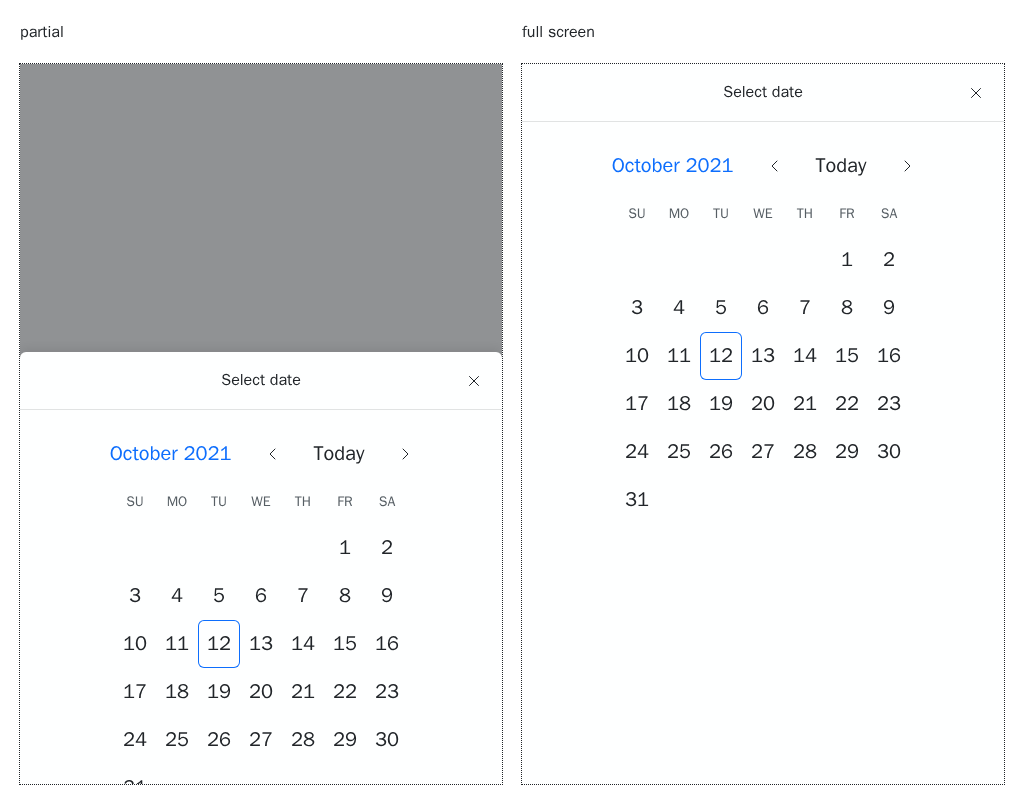 partial
Select date
October 2021 Today
SU MO TU WE TH FR SA
1 2
3 4 5 6 7 8 9
10 11 12 13 14 15 16
17 18 19 20 21 22 23
24 25 26 27 28 29 30
31
full screen
Select date
October 2021 Today
SU MO TU WE TH FR SA
1 2
3 4 5 6 7 8 9
10 11 12 13 14 15 16
17 18 19 20 21 22 23
24 25 26 27 28 29 30
31